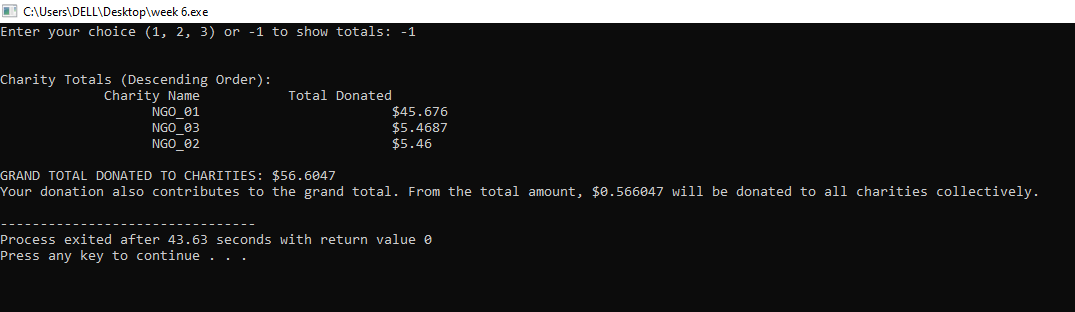 C:\Users\DELL\Desktop\week 6.exe
Enter your choice (1, 2, 3) or -1 to show totals: -1
Charity Totals (Descending Order):
Charity Name Total Donated
NGO_01 $45.676
NGO_03 $5.4687
NGO_02 $5.46
GRAND TOTAL DONATED TO CHARITIES: $56.6047
Your donation also contributes to the grand total. From the total amount, $0.566047 will be donated to all charities collectively.
--------------------------------
Process exited after 43.63 seconds with return value 0
Press any key to continue . . .